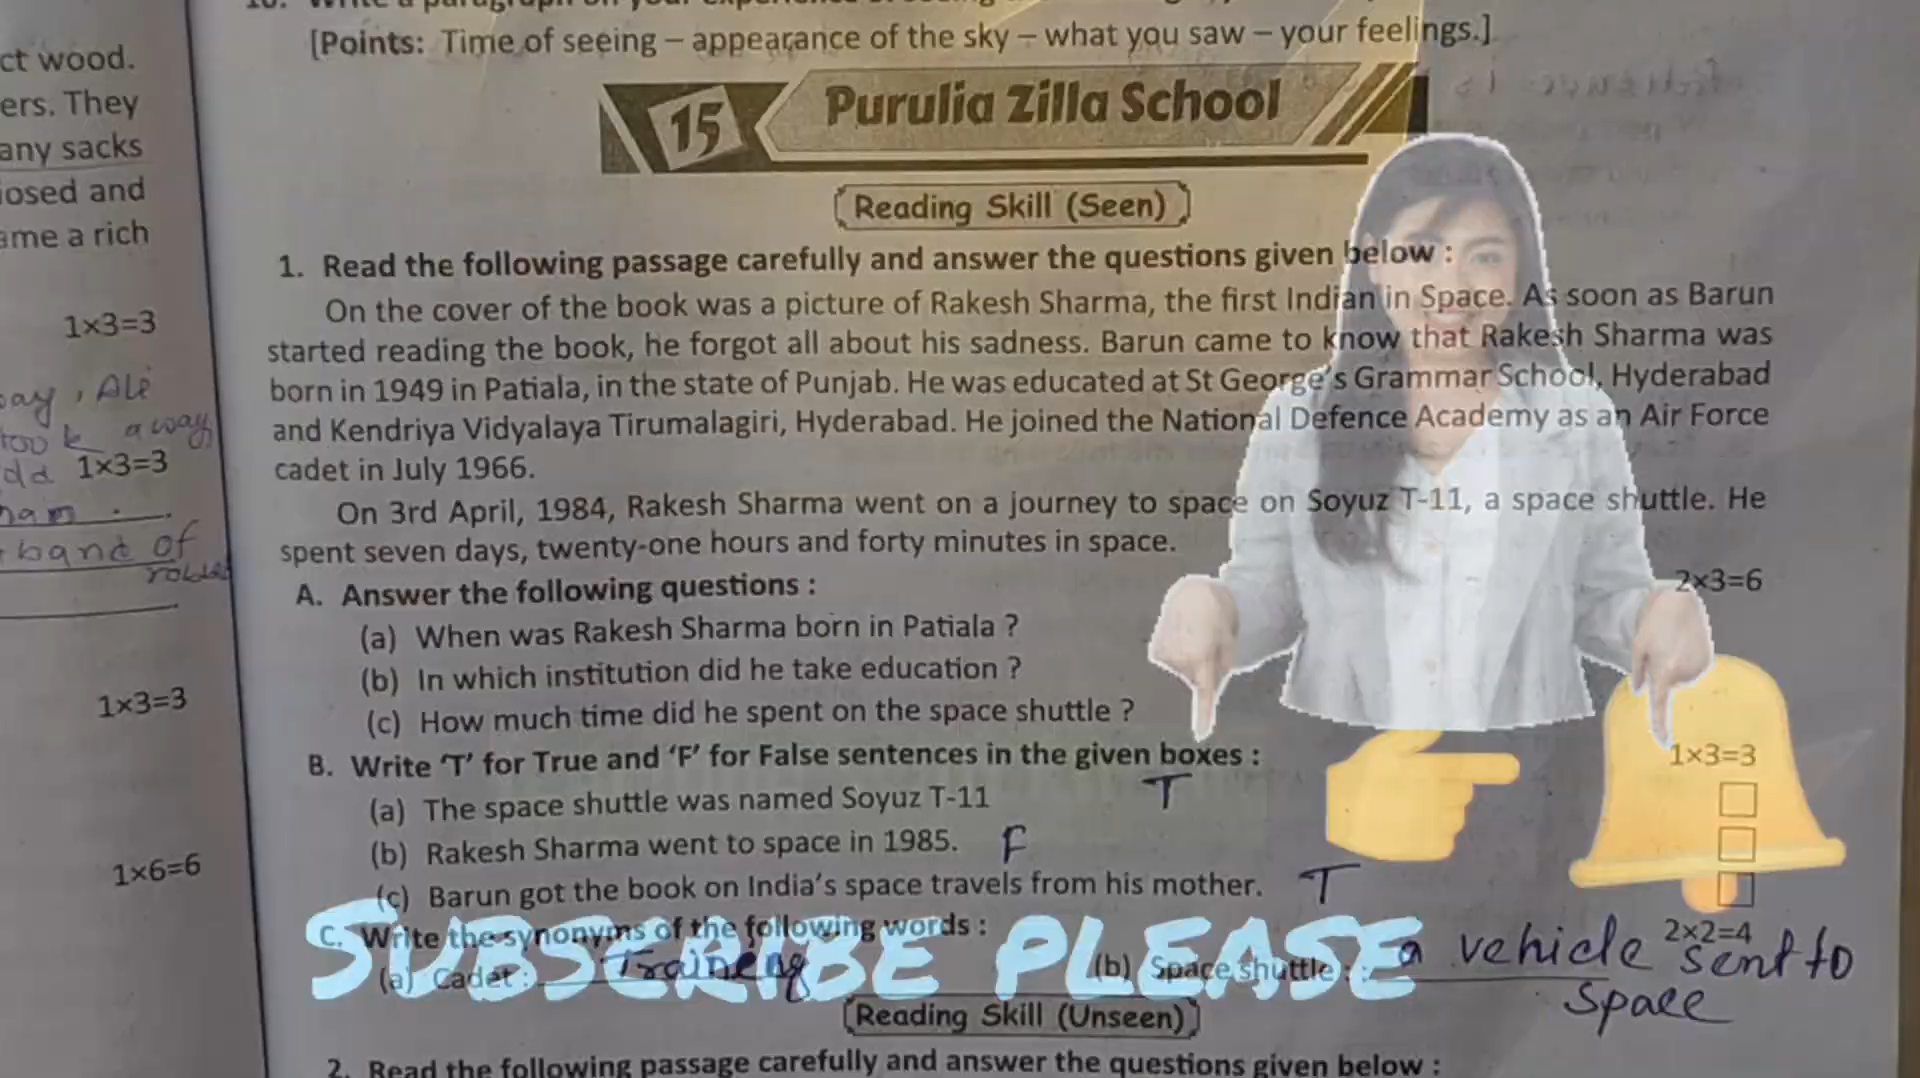 [Points: Time of seeing – appearance of the sky – what you saw – your feelings.]
15 Purulia Zilla School
Reading Skill (Seen)
1. Read the following passage carefully and answer the questions given below :
On the cover of the book was a picture of Rakesh Sharma, the first Indian in Space. As soon as Barun
started reading the book, he forgot all about his sadness. Barun came to know that Rakesh Sharma was
born in 1949 in Patiala, in the state of Punjab. He was educated at St George's Grammar School, Hyderabad
and Kendriya Vidyalaya Tirumalagiri, Hyderabad. He joined the National Defence Academy as an Air Force
cadet in July 1966.
On 3rd April, 1984, Rakesh Sharma went on a journey to space on Soyuz T-11, a space shuttle. He
spent seven days, twenty-one hours and forty minutes in space.
A. Answer the following questions : 2×3=6
(a) When was Rakesh Sharma born in Patiala ?
(b) In which institution did he take education ?
(c) How much time did he spent on the space shuttle ?
B. Write 'T' for True and 'F' for False sentences in the given boxes : 1×3=3
(a) The space shuttle was named Soyuz T-11 T
(b) Rakesh Sharma went to space in 1985. F
(c) Barun got the book on India's space travels from his mother. T
C. Write the synonyms of the following words : 2×2=4
(a) Cadet : (b) Space shuttle : a vehicle sent to
space
SUBSCRIBE PLEASE
Reading Skill (Unseen)
2. Read the following passage carefully and answer the questions given below :
ct wood.
ers. They
any sacks
osed and
ame a rich
1×3=3
, Ali
took away
1×3=3
band of
1×3=3
1×6=6